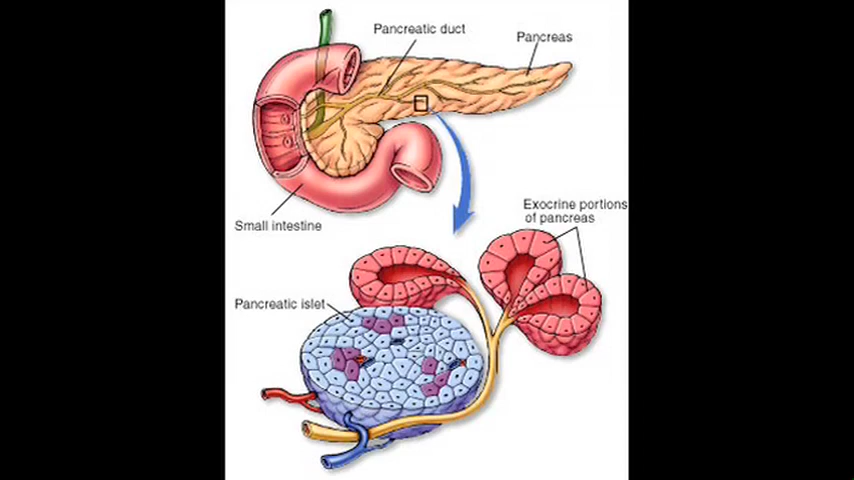 Pancreatic duct
Pancreas
Small intestine
Exocrine portions
of pancreas
Pancreatic islet